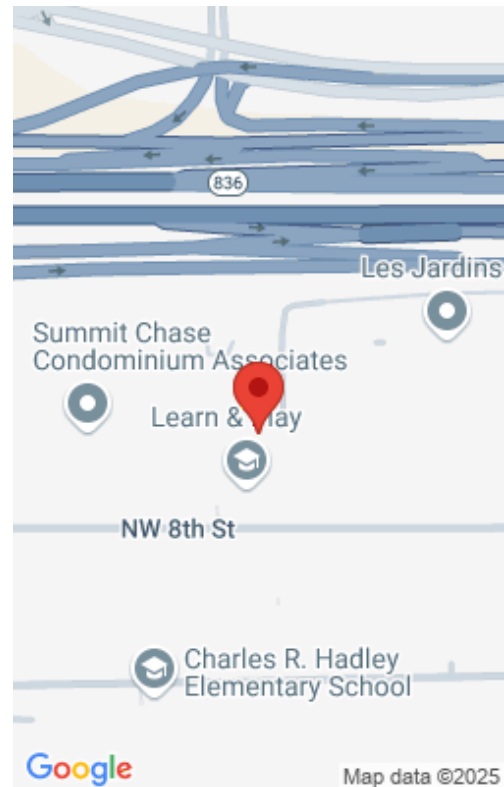 836
Les Jardins
Summit Chase
Condominium Associates
Learn & Play
NW 8th St
Charles R. Hadley
Elementary School
Google
Map data ©2025